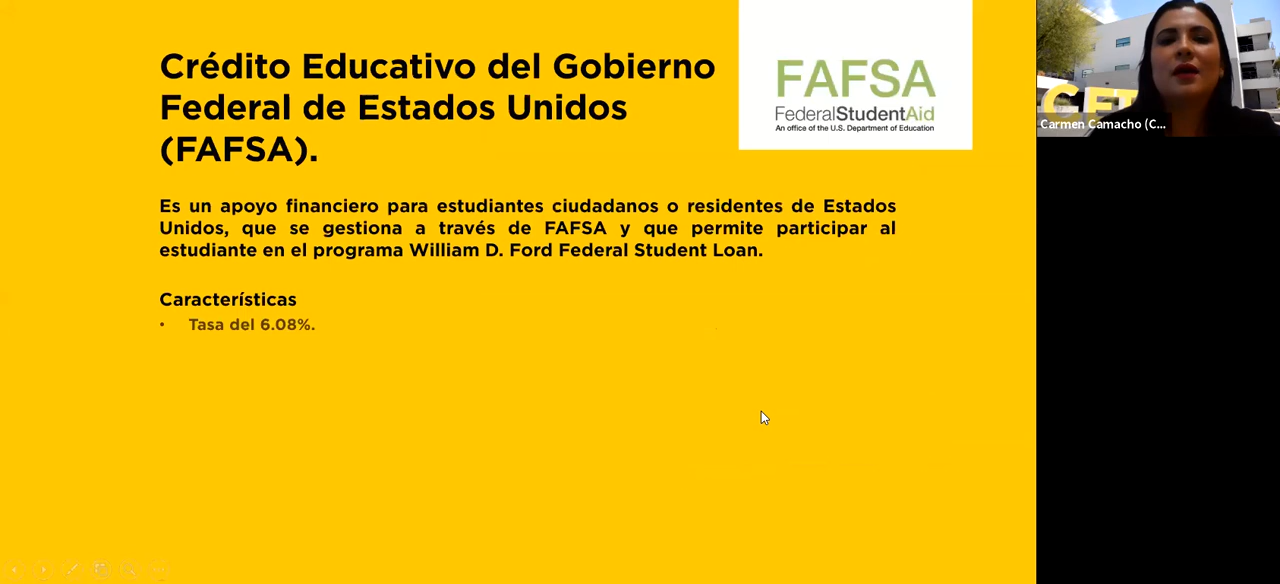 Crédito Educativo del Gobierno
Federal de Estados Unidos
(FAFSA).
FAFSA
FederalStudentAid
An office of the U.S. Department of Education
Es un apoyo financiero para estudiantes ciudadanos o residentes de Estados
Unidos, que se gestiona a través de FAFSA y que permite participar al
estudiante en el programa William D. Ford Federal Student Loan.
Características
• Tasa del 6.08%.
Carmen Camacho (C...